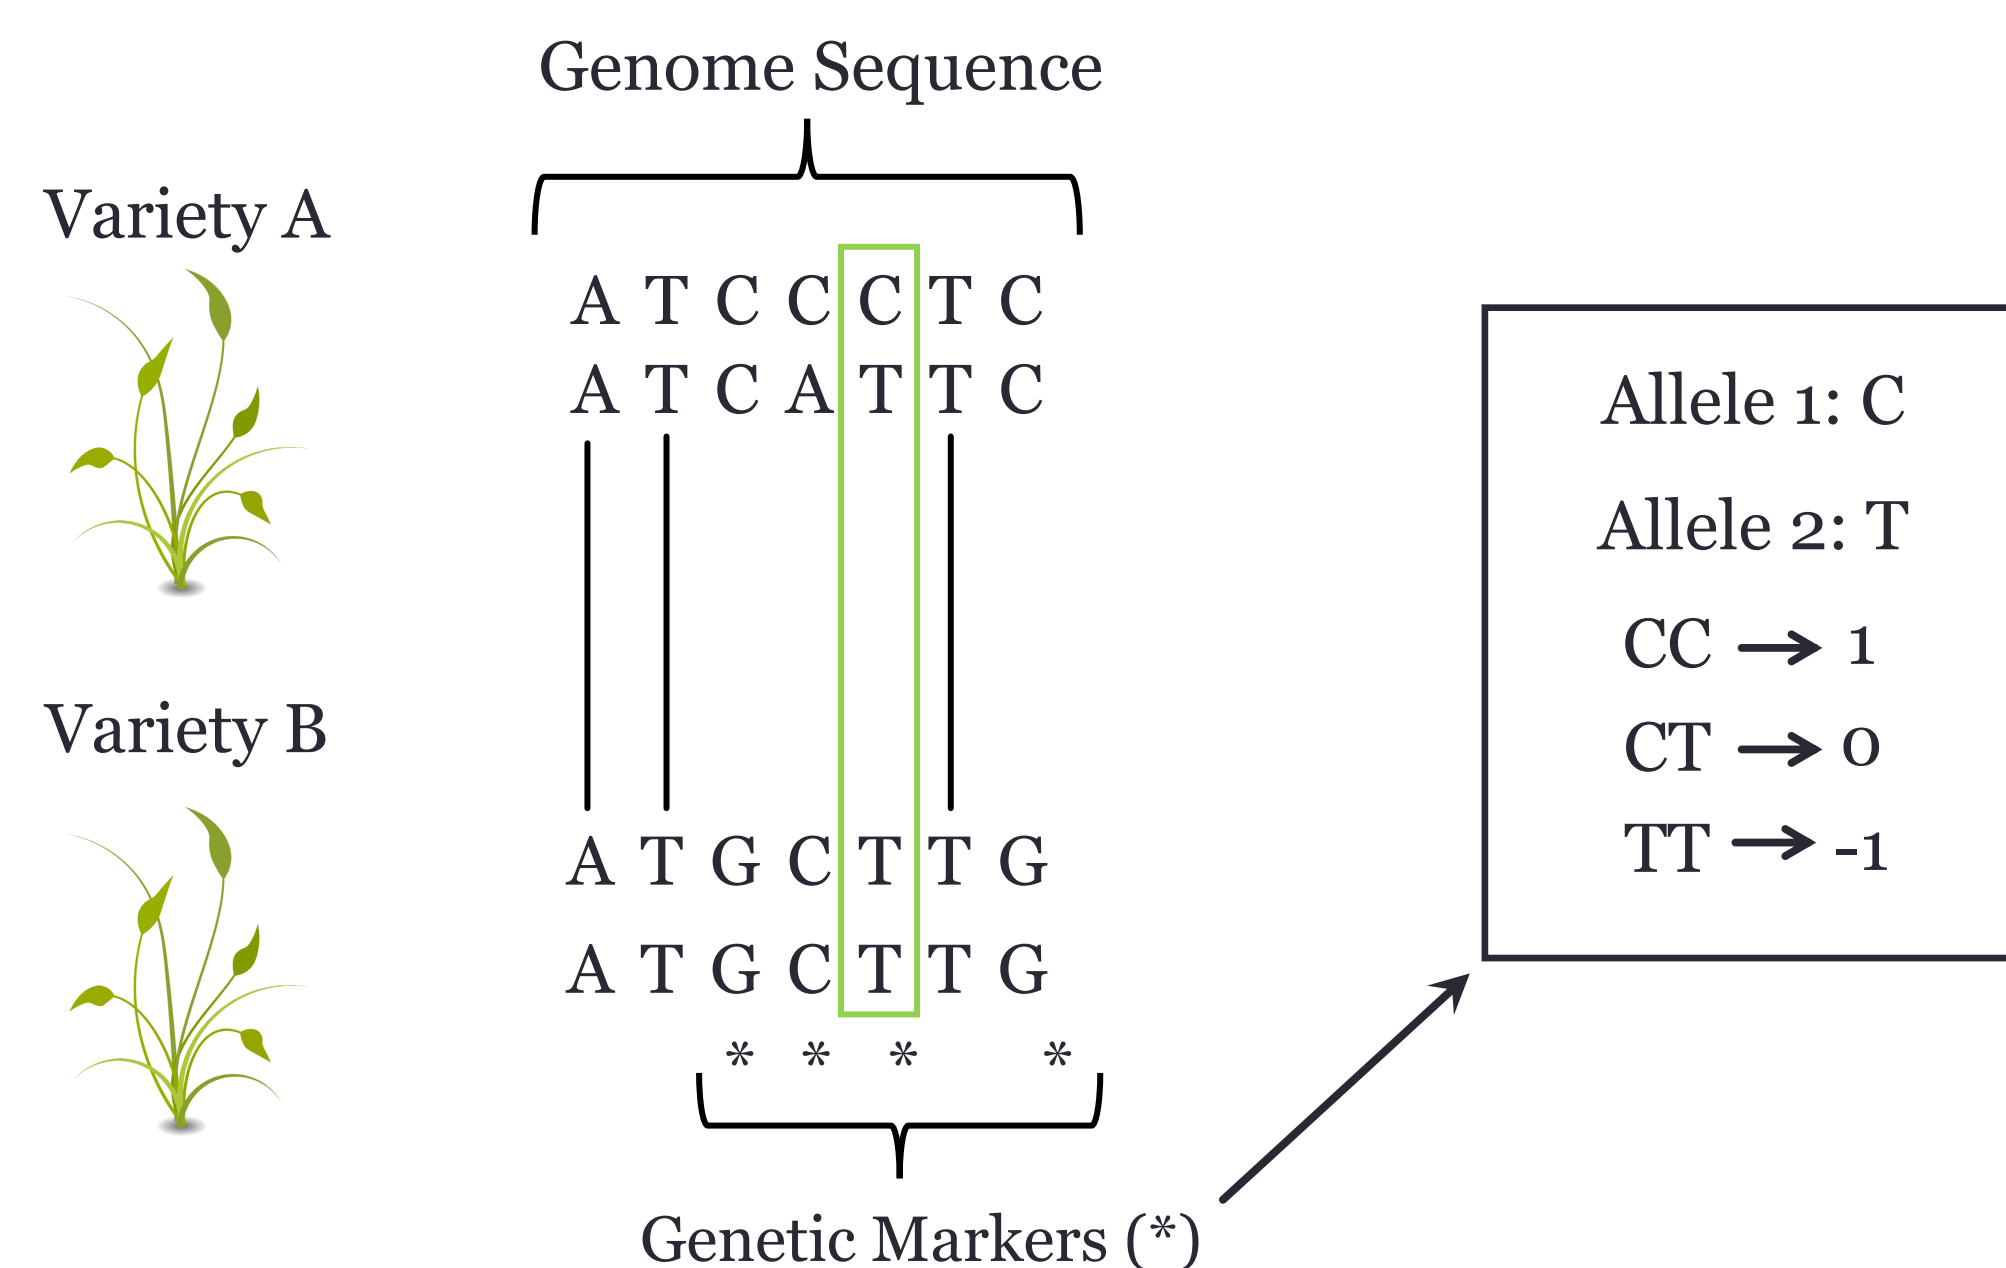 Genome Sequence
Variety A
A T C C C T C
A T C A T T C
Variety B
A T G C T T G
A T G C T T G
* * * *
Genetic Markers (*)
Allele 1: C
Allele 2: T
CC → 1
CT → 0
TT → -1